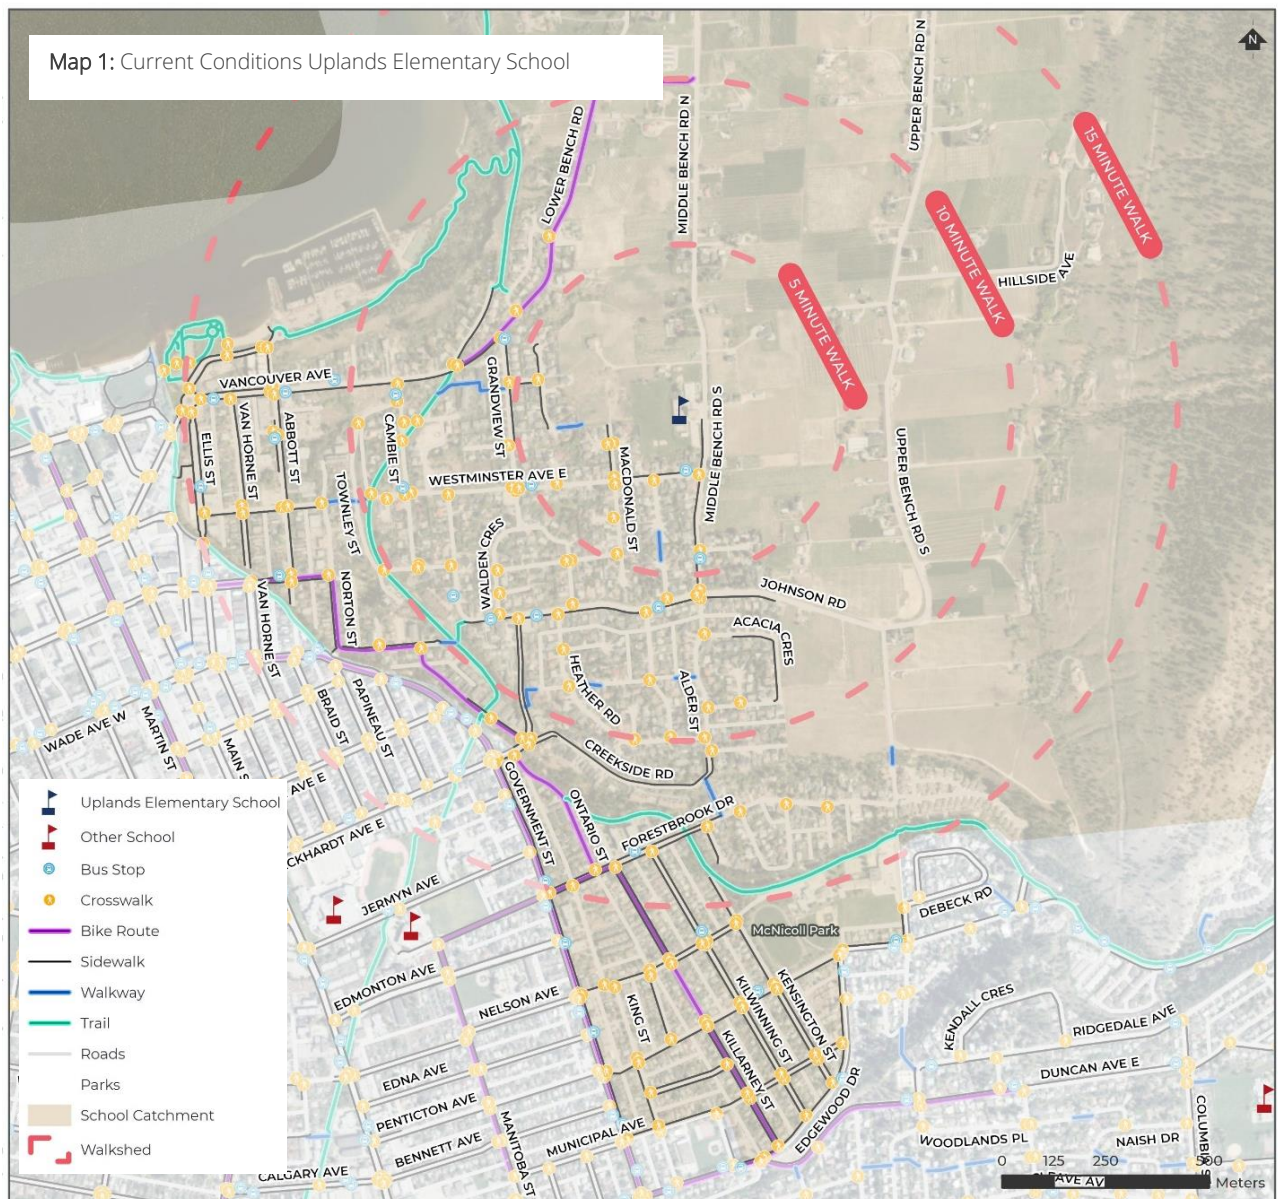 Map 1: Current Conditions Uplands Elementary School
N
UPPER BENCH RD N
MIDDLE BENCH RD N
LOWER BENCH RD
15 MINUTE WALK
10 MINUTE WALK
5 MINUTE WALK
HILLSIDE AVE
VANCOUVER AVE
GRANDVIEW ST
MIDDLE BENCH RD S
UPPER BENCH RD S
ELLIS ST
VAN HORNE ST
ABBOTT ST
CAMBIE ST
TOWNLEY ST
WESTMINSTER AVE E
MACDONALD ST
WALDEN CRES
JOHNSON RD
ACACIA CRES
VAN HORNE ST
NORTON ST
HEATHER RD
ALDER ST
WADE AVE W
MARTIN ST
MAIN S
BRAID ST
PAPINEAU ST
CREEKSIDE RD
AVE E
GOVERNMENT ST
ONTARIO ST
FORESTBROOK DR
CKHARDT AVE E
JERMYN AVE
DEBECK RD
McNicoll Park
EDMONTON AVE
NELSON AVE
KING ST
KILWINNING ST
KENSINGTON ST
KILLARNEY ST
KENDALL CRES
RIDGEDALE AVE
DUNCAN AVE E
EDNA AVE
PENTICTON AVE
BENNETT AVE
MANITOBA ST
MUNICIPAL AVE
EDGEWOOD DR
COLUMBIA S
WOODLANDS PL
NAISH DR
CALGARY AVE
Uplands Elementary School
Other School
Bus Stop
Crosswalk
Bike Route
Sidewalk
Walkway
Trail
Roads
Parks
School Catchment
Walkshed
0 125 250 500
Meters